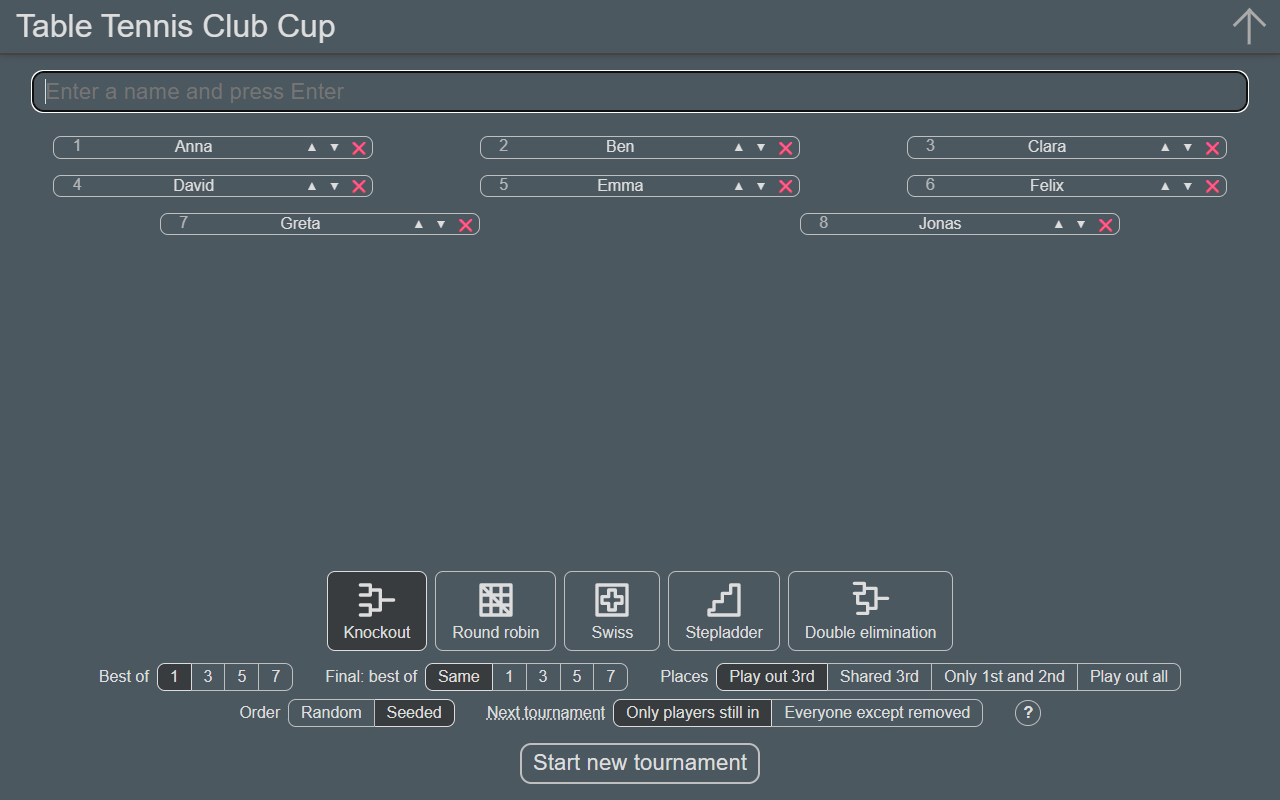 Table Tennis Club Cup
Enter a name and press Enter
1 Anna ▲ ▼ ✕ 2 Ben ▲ ▼ ✕ 3 Clara ▲ ▼ ✕
4 David ▲ ▼ ✕ 5 Emma ▲ ▼ ✕ 6 Felix ▲ ▼ ✕
7 Greta ▲ ▼ ✕ 8 Jonas ▲ ▼ ✕
Knockout Round robin Swiss Stepladder Double elimination
Best of 1 3 5 7 Final: best of Same 1 3 5 7 Places Play out 3rd Shared 3rd Only 1st and 2nd Play out all
Order Random Seeded Next tournament Only players still in Everyone except removed ?
Start new tournament